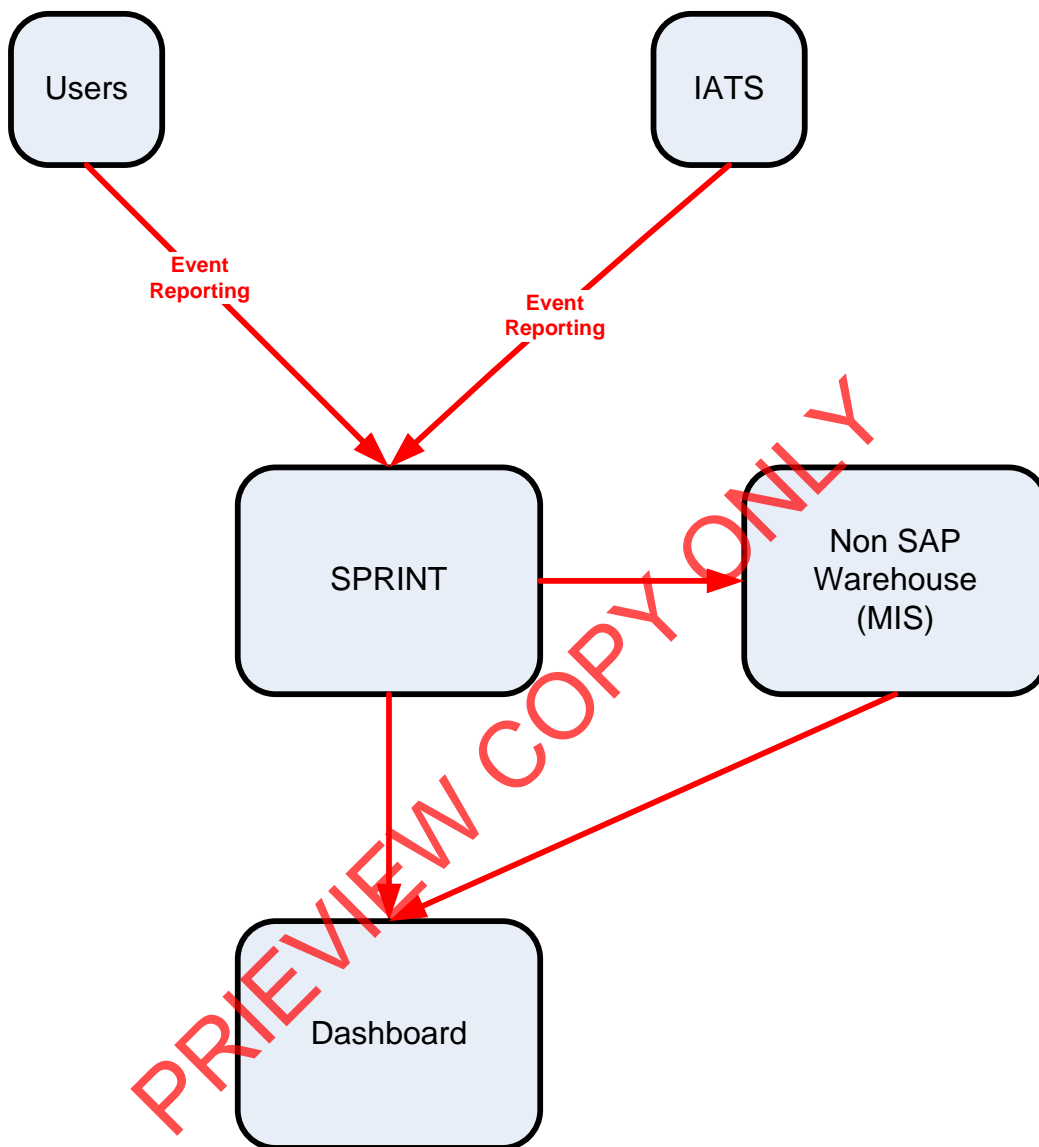 Users
IATS
Event
Reporting
Event
Reporting
SPRINT
Non SAP
Warehouse
(MIS)
Dashboard
PRIEVIEW COPY ONLY